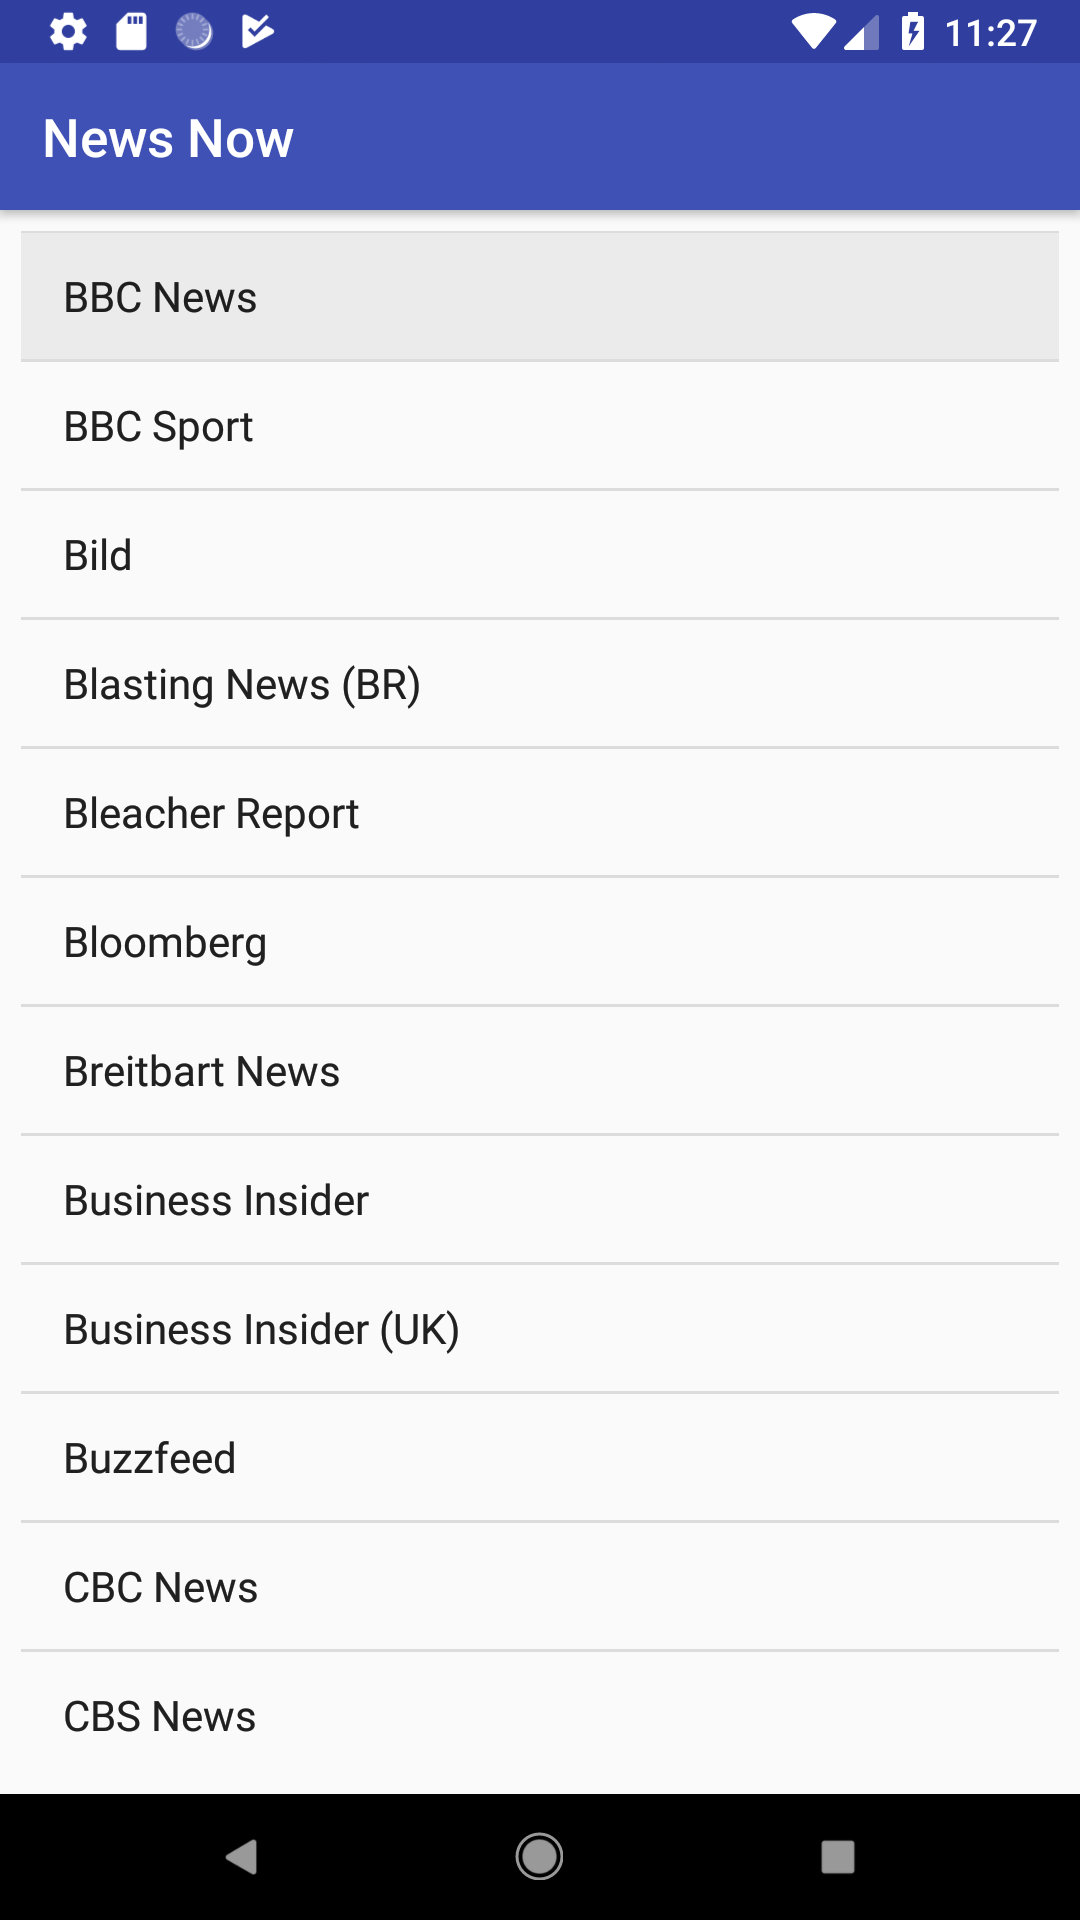 11:27
News Now
BBC News
BBC Sport
Bild
Blasting News (BR)
Bleacher Report
Bloomberg
Breitbart News
Business Insider
Business Insider (UK)
Buzzfeed
CBC News
CBS News